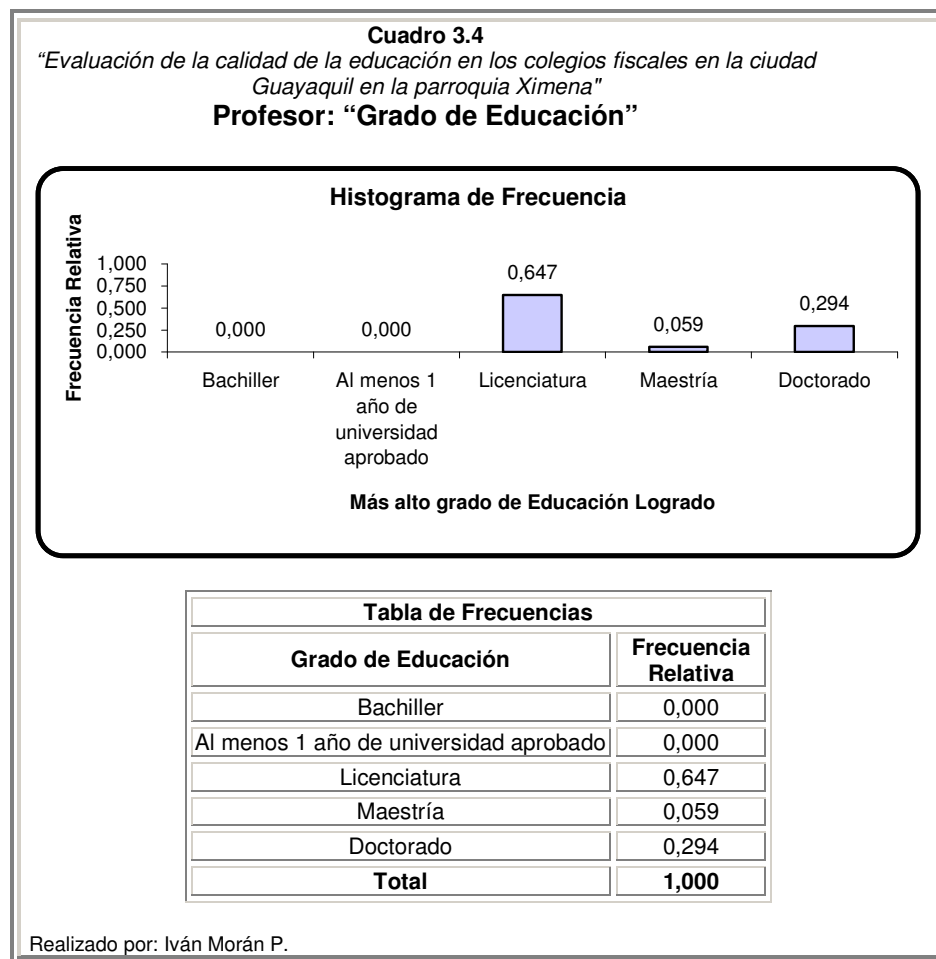 Cuadro 3.4
“Evaluación de la calidad de la educación en los colegios fiscales en la ciudad
Guayaquil en la parroquia Ximena"
Profesor: “Grado de Educación”
Histograma de Frecuencia
Frecuencia Relativa
1,000
0,750
0,500
0,250
0,000
0,000
0,000
0,647
0,059
0,294
Bachiller
Al menos 1
año de
universidad
aprobado
Licenciatura
Maestría
Doctorado
Más alto grado de Educación Logrado
Tabla de Frecuencias
Grado de Educación
Frecuencia
Relativa
Bachiller 0,000
Al menos 1 año de universidad aprobado 0,000
Licenciatura 0,647
Maestría 0,059
Doctorado 0,294
Total 1,000
Realizado por: Iván Morán P.